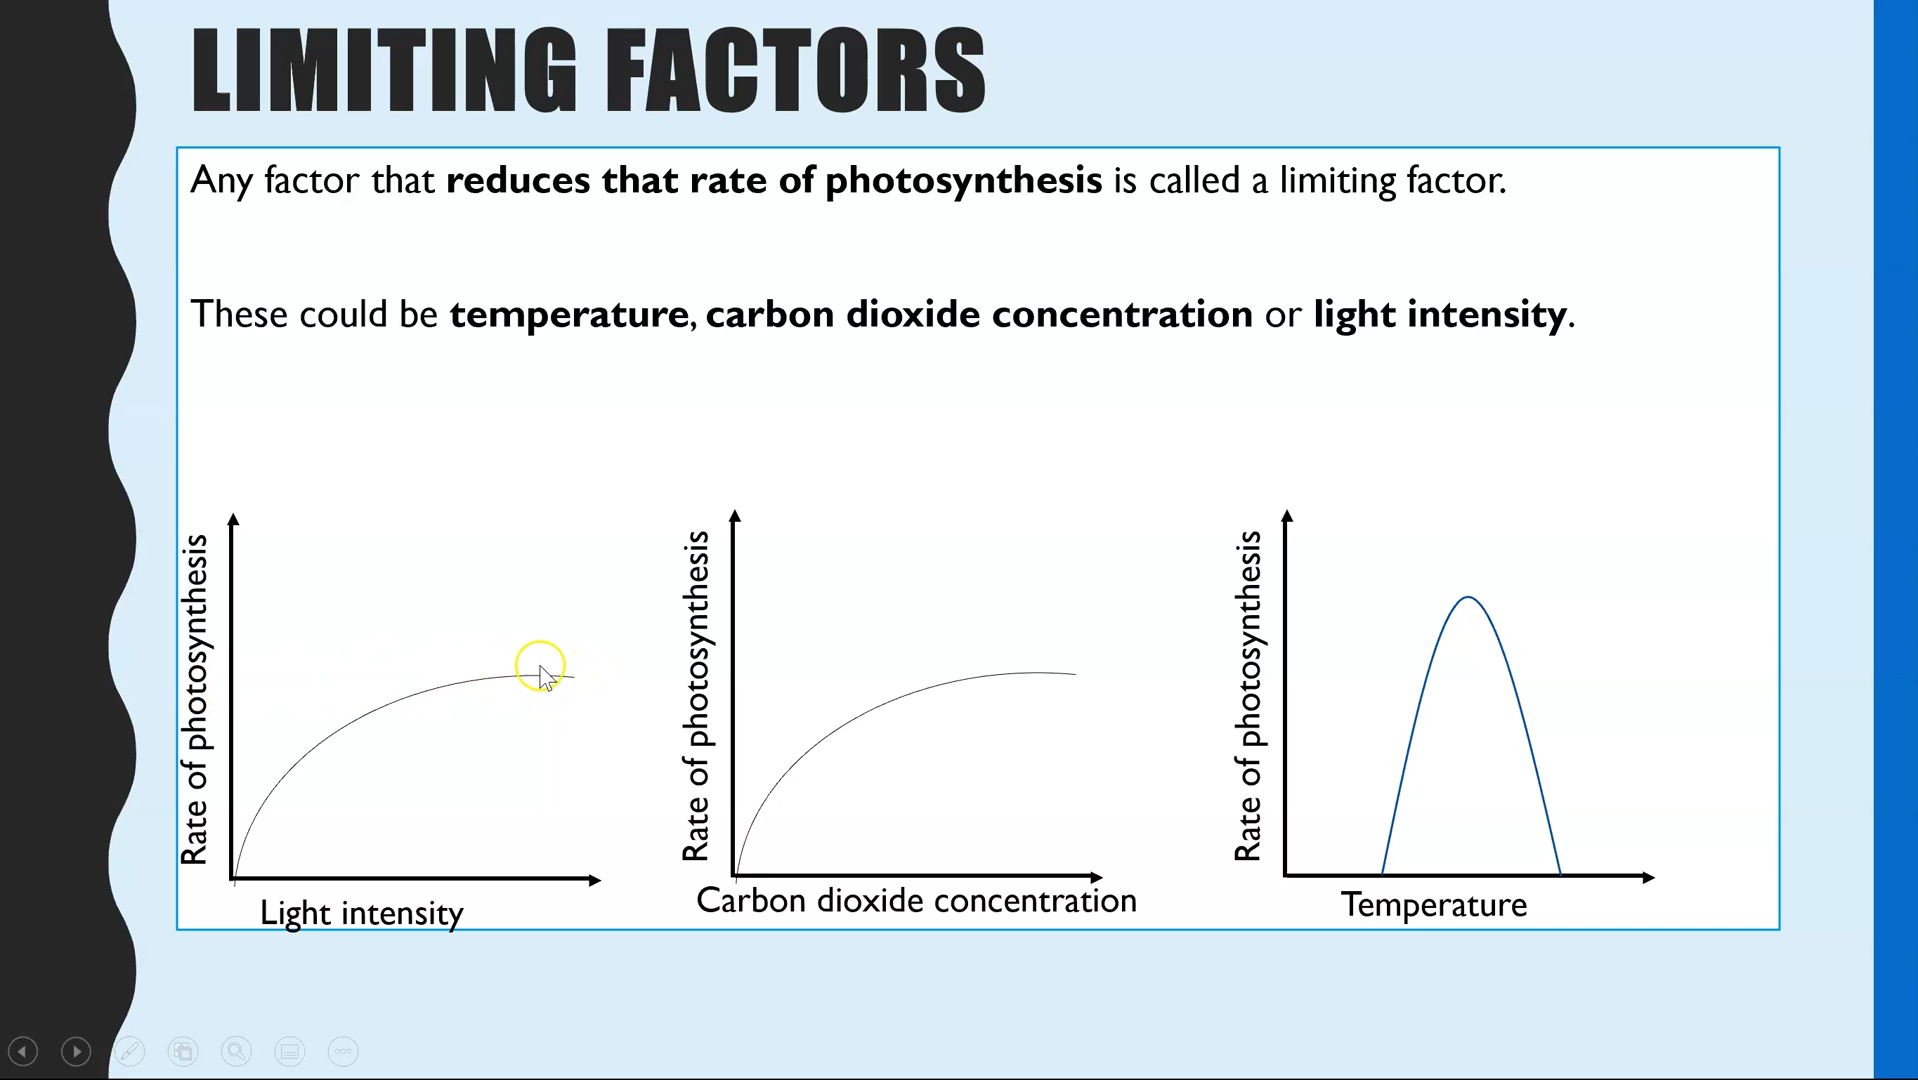 LIMITING FACTORS
Any factor that reduces that rate of photosynthesis is called a limiting factor.
These could be temperature, carbon dioxide concentration or light intensity.
Rate of photosynthesis
Light intensity
Rate of photosynthesis
Carbon dioxide concentration
Rate of photosynthesis
Temperature